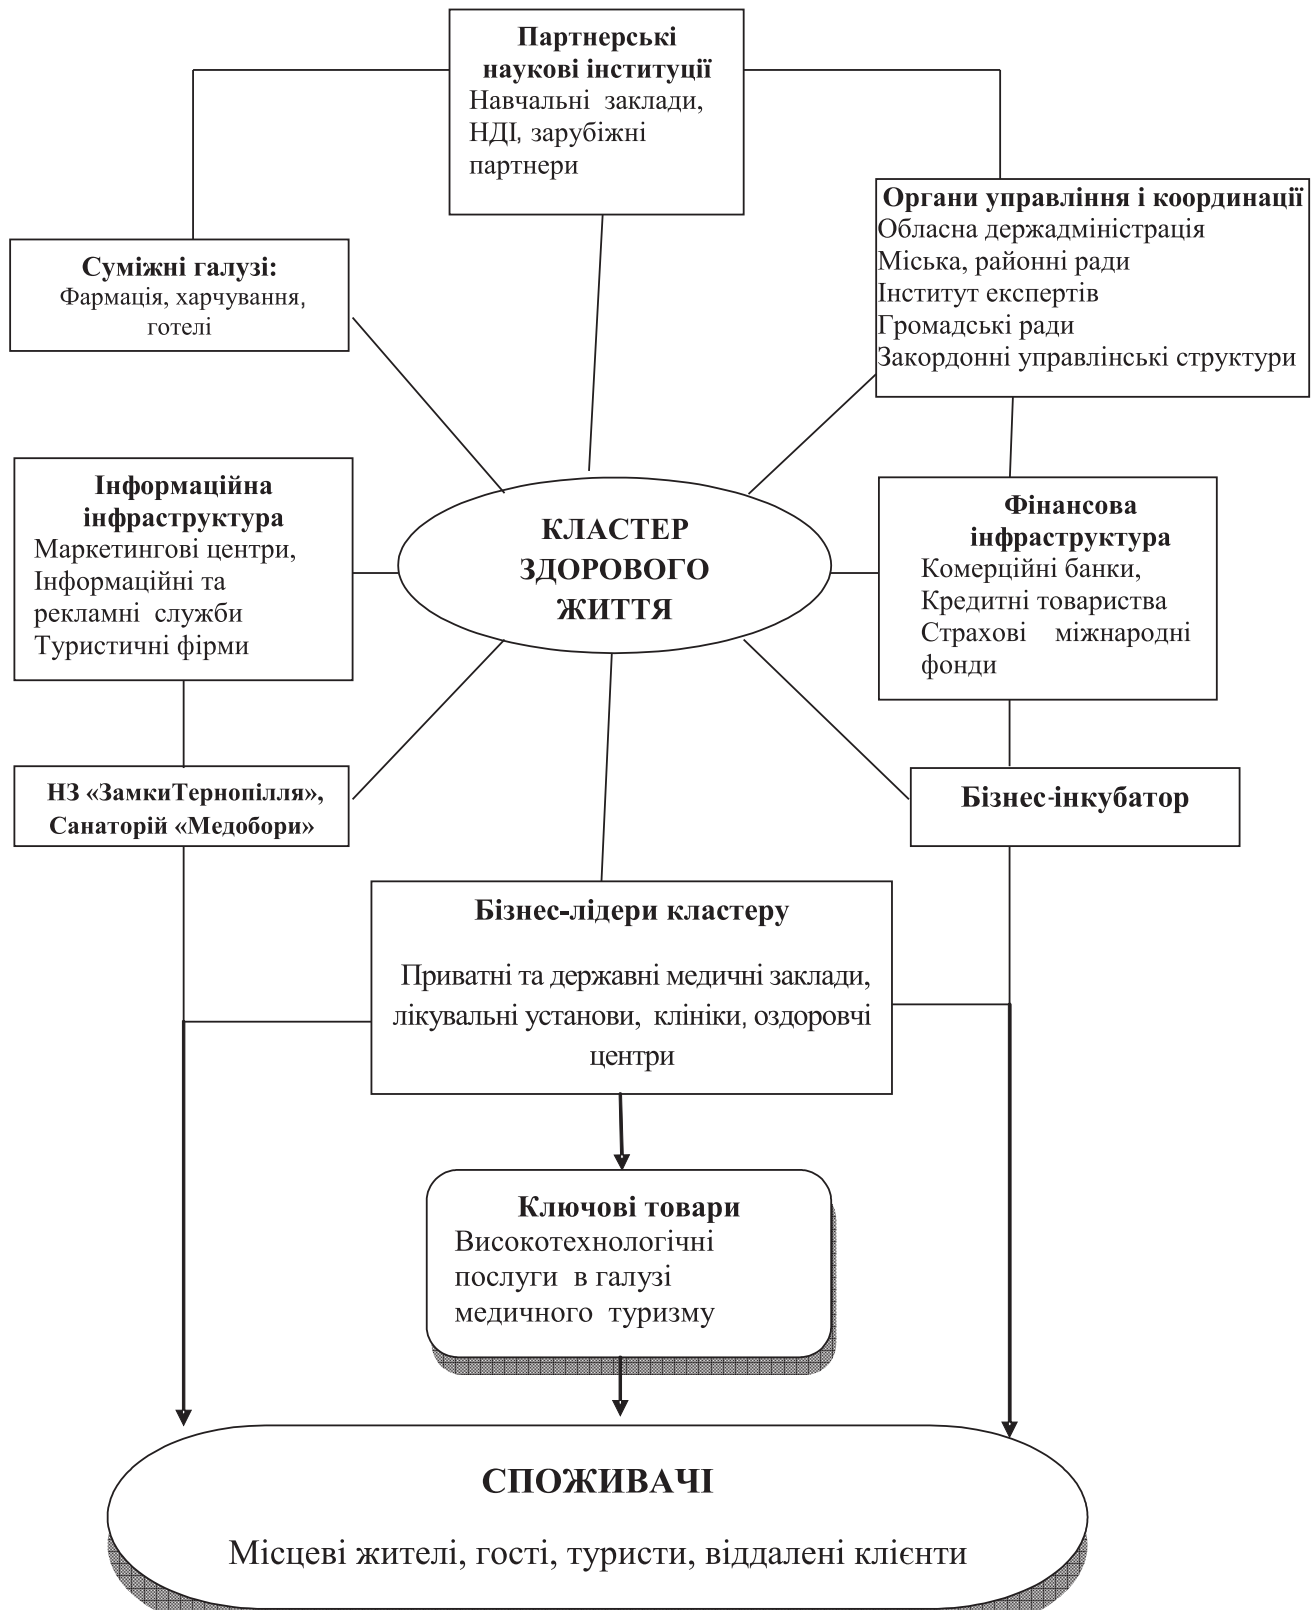 Партнерські
наукові інституції
Навчальні заклади,
НДІ, зарубіжні
партнери
Органи управління і координації
Обласна держадміністрація
Міська, районні ради
Інститут експертів
Громадські ради
Закордонні управлінські структури
Суміжні галузі:
Фармація, харчування,
готелі
Інформаційна
інфраструктура
Маркетингові центри,
Інформаційні та
рекламні служби
Туристичні фірми
КЛАСТЕР
ЗДОРОВОГО
ЖИТТЯ
Фінансова
інфраструктура
Комерційні банки,
Кредитні товариства
Страхові міжнародні
фонди
НЗ «ЗамкиТернопілля»,
Санаторій «Медобори»
Бізнес-інкубатор
Бізнес-лідери кластеру
Приватні та державні медичні заклади,
лікувальні установи, клініки, оздоровчі
центри
Ключові товари
Високотехнологічні
послуги в галузі
медичного туризму
СПОЖИВАЧІ
Місцеві жителі, гості, туристи, віддалені клієнти